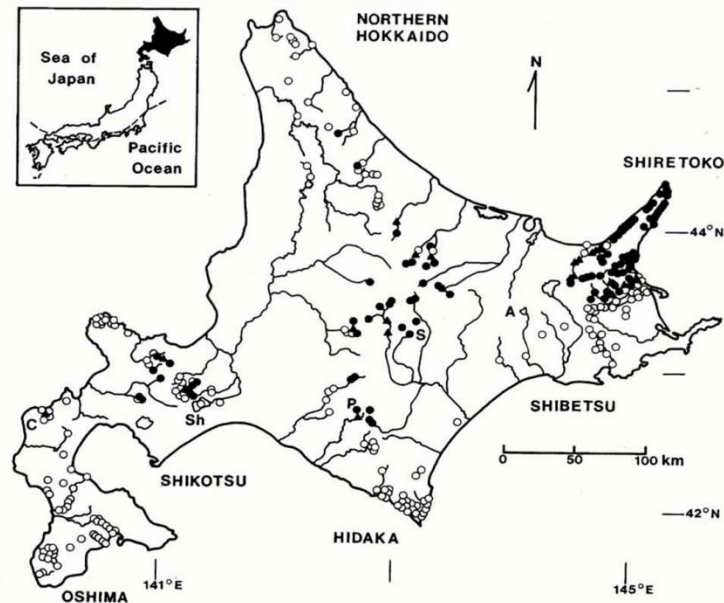 NORTHERN
HOKKAIDO
Sea of
Japan
Pacific
Ocean
N
SHIRETOKO
44°N
A
S
C
Sh
P
SHIBETSU
0 50 100 km
SHIKOTSU
42°N
HIDAKA
141°E
145°E
OSHIMA